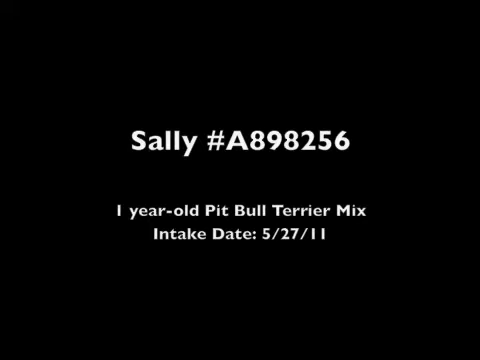 Sally #A898256
1 year-old Pit Bull Terrier Mix
Intake Date: 5/27/11